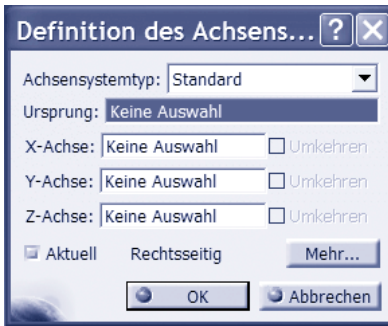 Definition des Achsens... ? X
Achsensystemtyp: Standard
Ursprung: Keine Auswahl
X-Achse: Keine Auswahl Umkehren
Y-Achse: Keine Auswahl Umkehren
Z-Achse: Keine Auswahl Umkehren
Aktuell Rechtsseitig Mehr...
OK Abbrechen